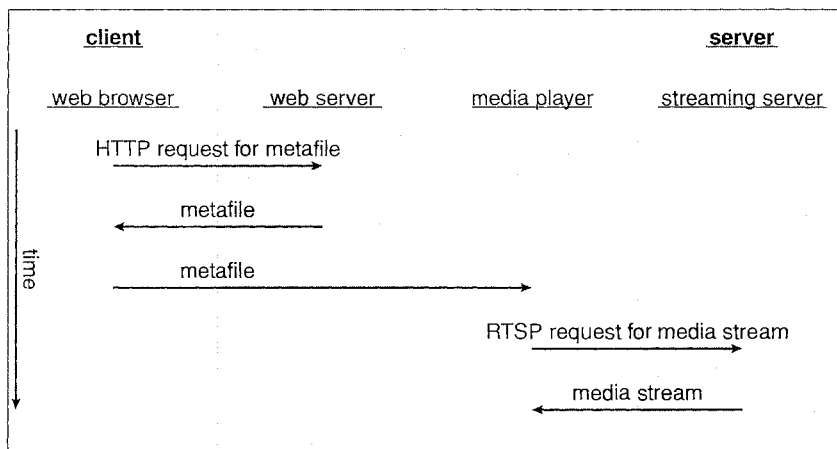 client
server
web browser
web server
media player
streaming server
HTTP request for metafile
metafile
metafile
time
RTSP request for media stream
media stream